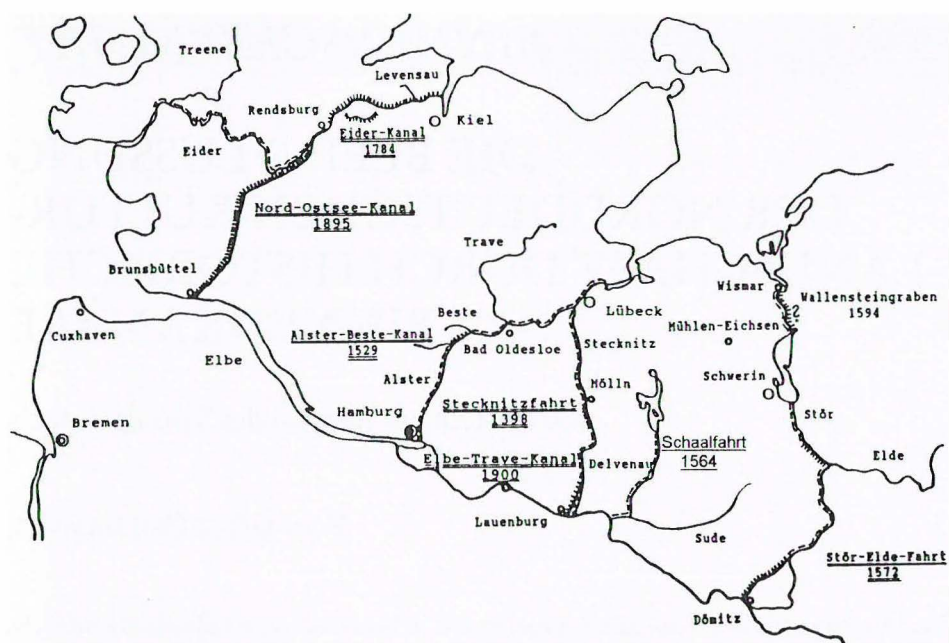 Treene
Levensau
Rendsburg
Kiel
Eider-Kanal
1784
Eider
Nord-Ostsee-Kanal
1895
Trave
Brunsbüttel
Wismar
Wallensteingraben
1594
Cuxhaven
Beste
Lübeck
Alster-Beste-Kanal
1529
Mühlen-Eichsen
Elbe
Bad Oldesloe
Stecknitz
Alster
Mölln
Schwerin
Hamburg
Stecknitzfahrt
1398
Stör
Bremen
Schaalfahrt
1564
Elbe-Trave-Kanal
1900
Delvenau
Elde
Lauenburg
Sude
Stör-Elde-Fahrt
1572
Dömitz